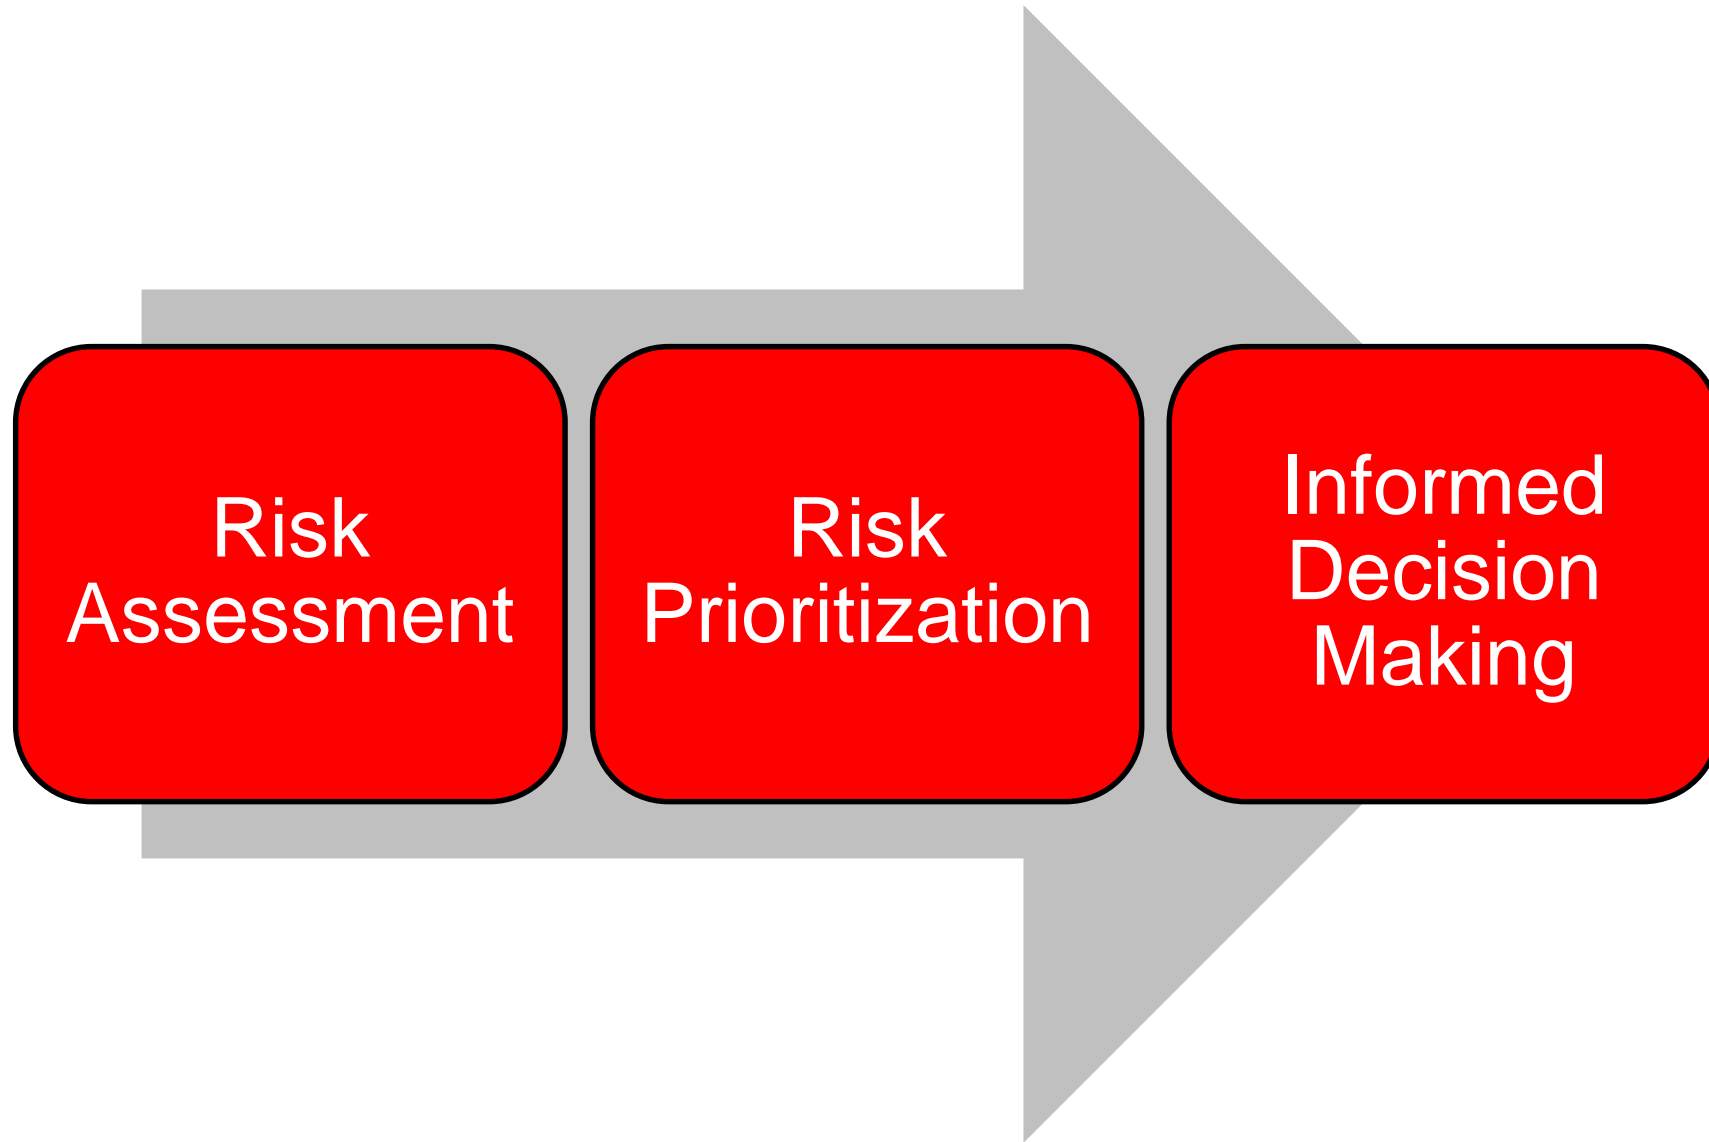 Risk
Assessment
Risk
Prioritization
Informed
Decision
Making